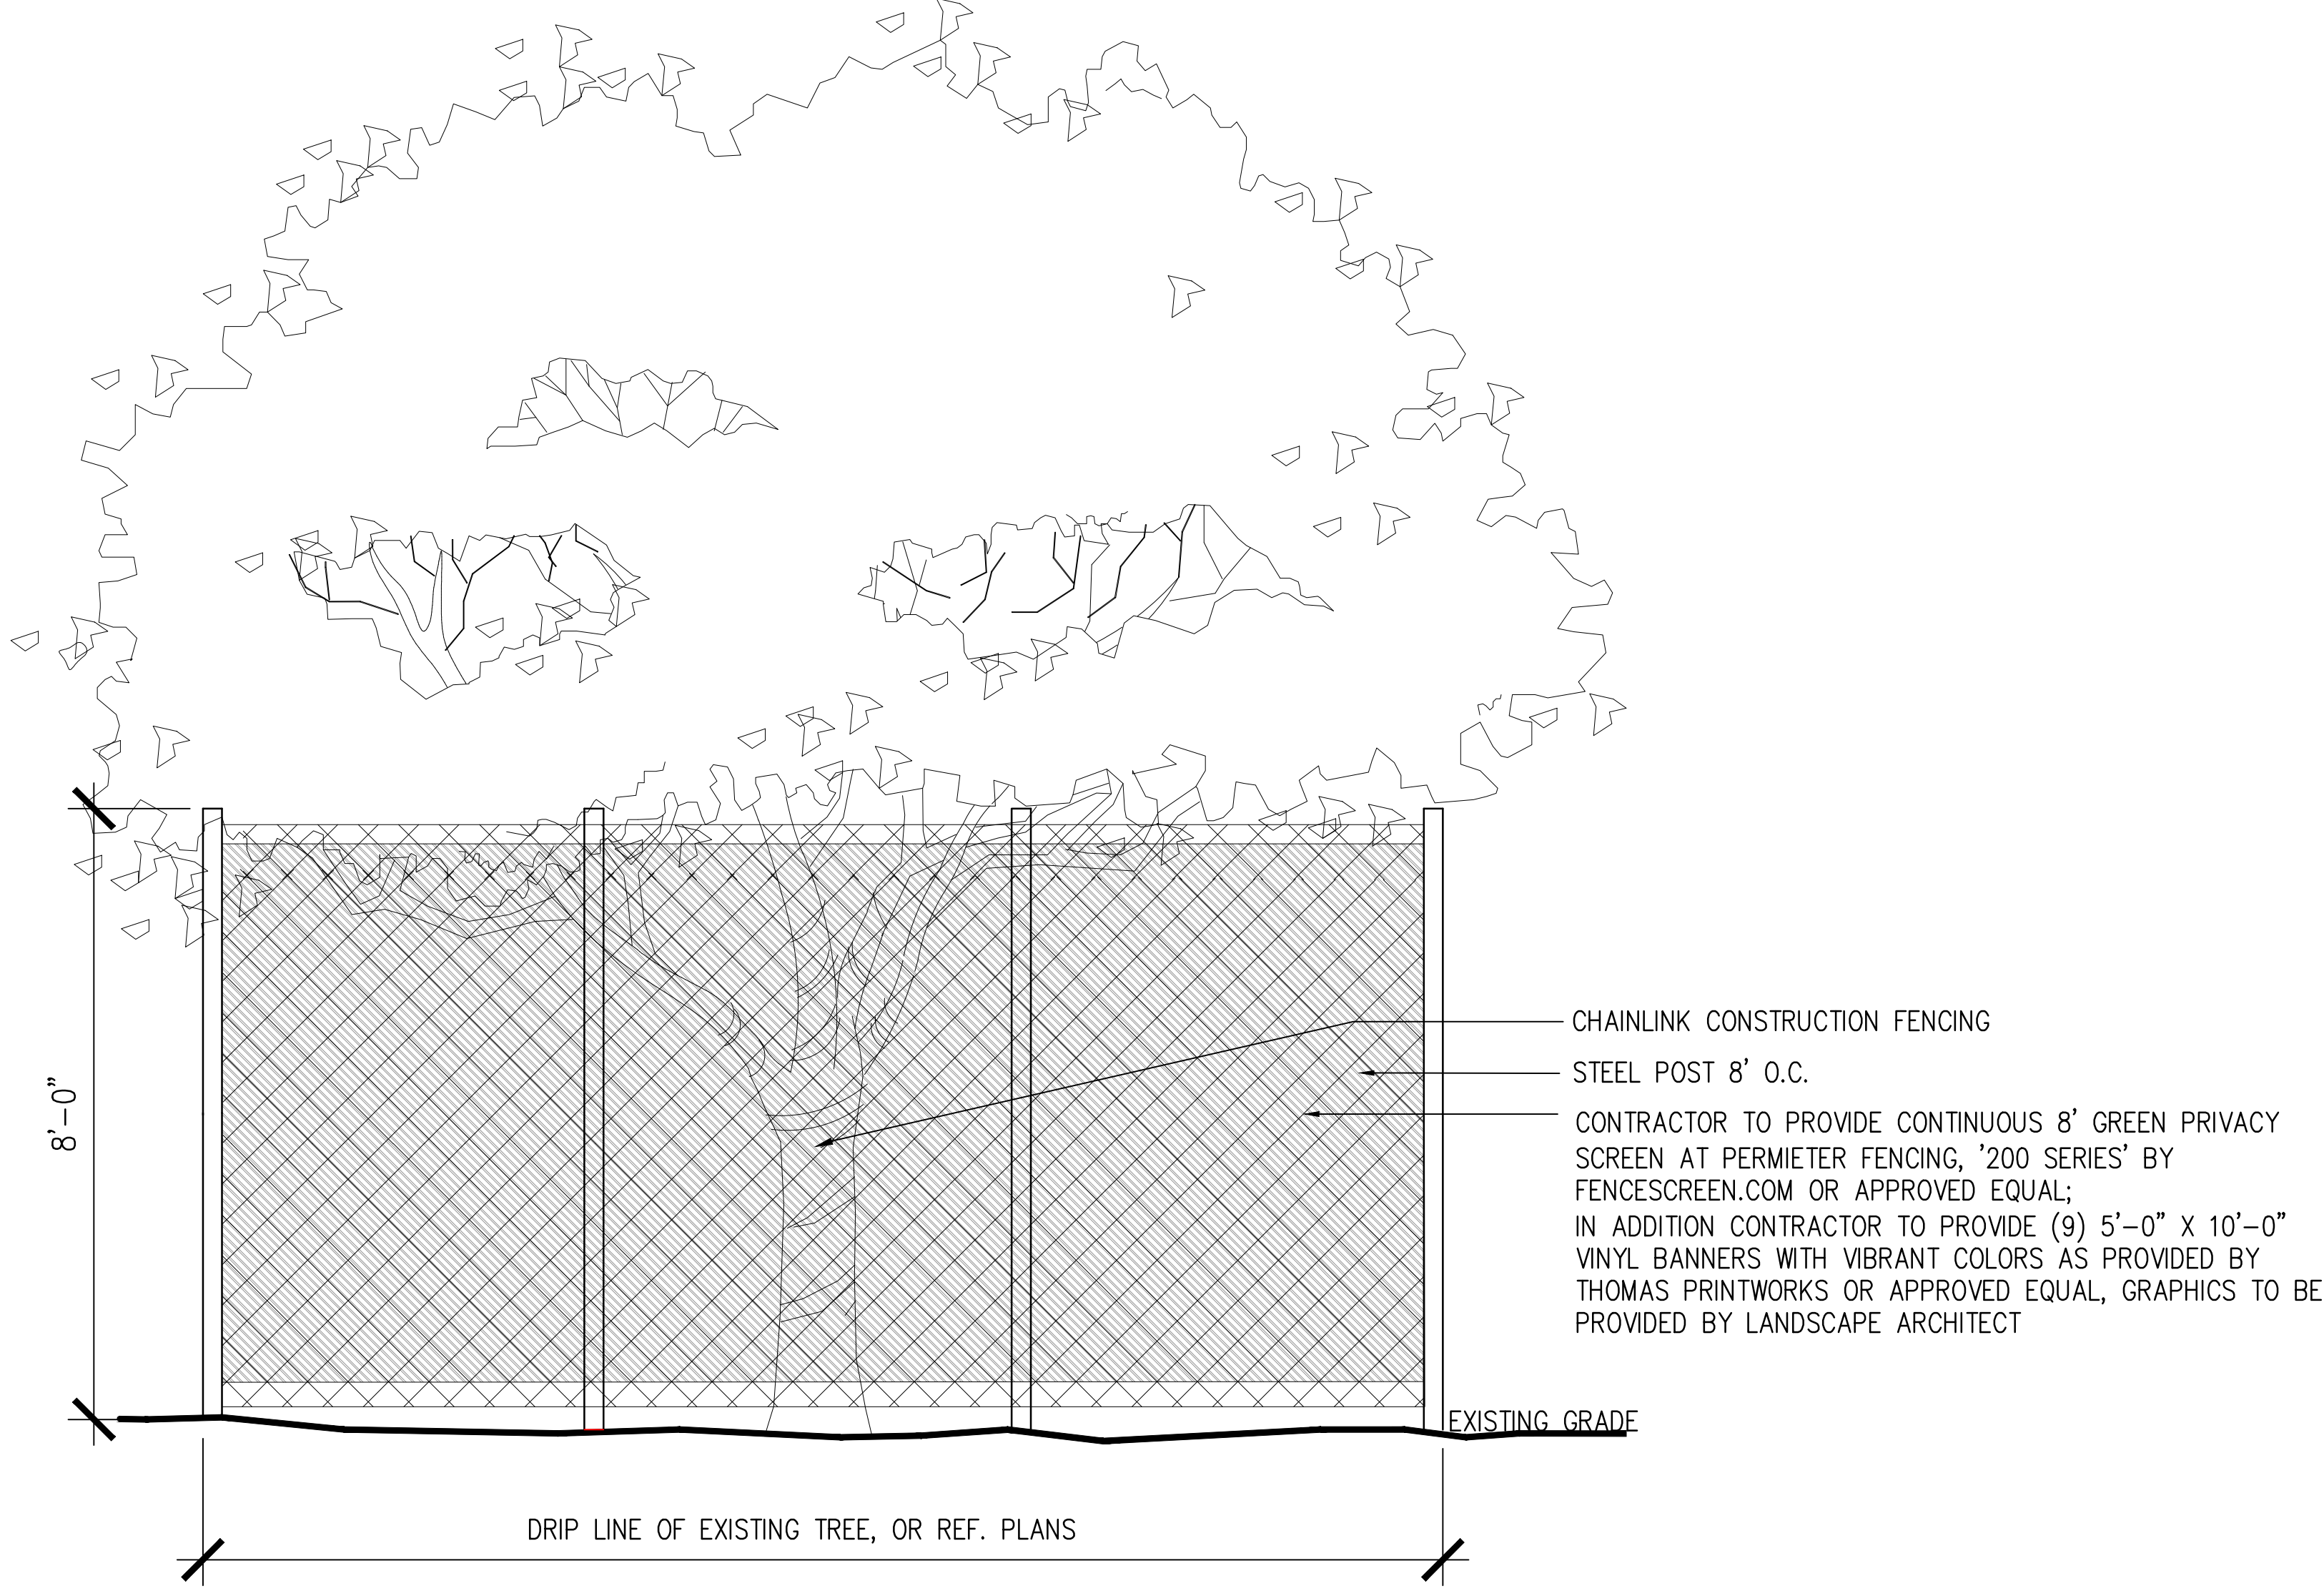 CHAINLINK CONSTRUCTION FENCING
STEEL POST 8' O.C.
CONTRACTOR TO PROVIDE CONTINUOUS 8' GREEN PRIVACY
SCREEN AT PERMIETER FENCING, '200 SERIES' BY
FENCESCREEN.COM OR APPROVED EQUAL;
IN ADDITION CONTRACTOR TO PROVIDE (9) 5'-0" X 10'-0"
VINYL BANNERS WITH VIBRANT COLORS AS PROVIDED BY
THOMAS PRINTWORKS OR APPROVED EQUAL, GRAPHICS TO BE
PROVIDED BY LANDSCAPE ARCHITECT
8'-0"
EXISTING GRADE
DRIP LINE OF EXISTING TREE, OR REF. PLANS